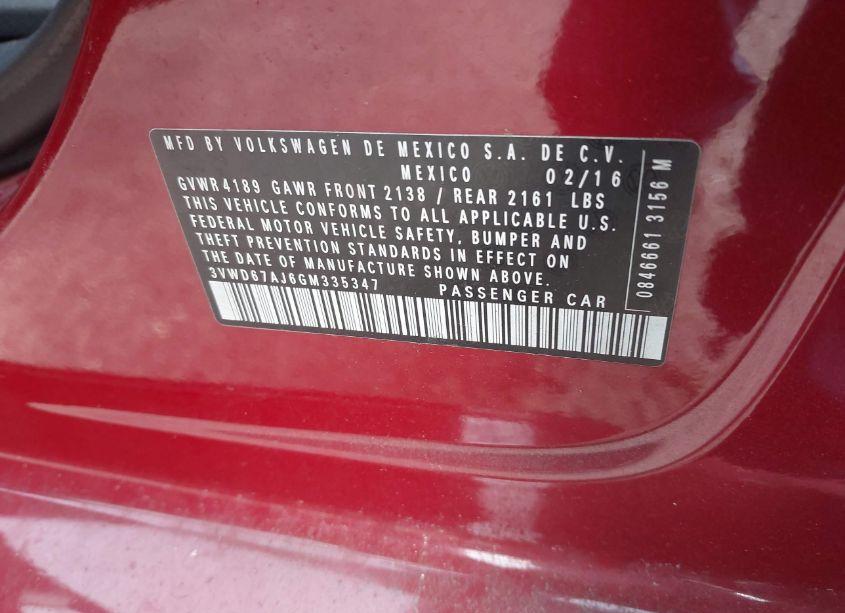 MFD BY VOLKSWAGEN DE MEXICO S.A. DE C.V.
MEXICO 02/16
GVWR 4189 GAWR FRONT 2138 / REAR 2161 LBS
THIS VEHICLE CONFORMS TO ALL APPLICABLE U.S.
FEDERAL MOTOR VEHICLE SAFETY, BUMPER AND
THEFT PREVENTION STANDARDS IN EFFECT ON
THE DATE OF MANUFACTURE SHOWN ABOVE.
3VWD67AJ6GM335347 PASSENGER CAR
08466661 3156 M